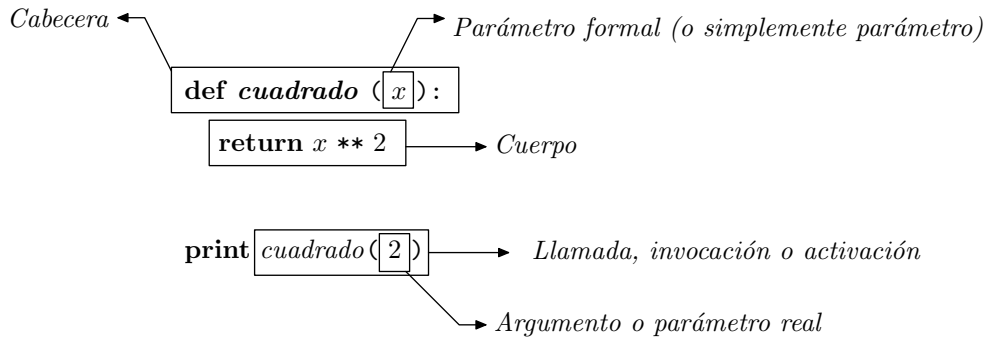 Cabecera
Parámetro formal (o simplemente parámetro)
def cuadrado (x):
return x ** 2
Cuerpo
print cuadrado(2)
Llamada, invocación o activación
Argumento o parámetro real